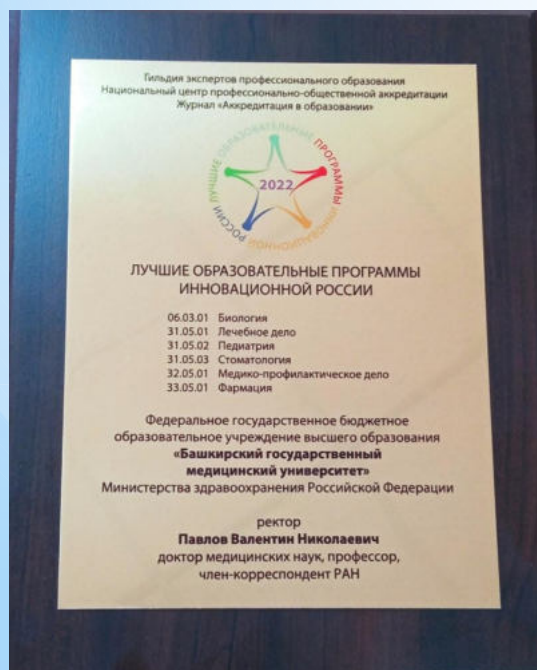 Гильдия экспертов профессионального образования
Национальный центр профессионально-общественной аккредитации
Журнал «Аккредитация в образовании»
ЛУЧШИЕ ОБРАЗОВАТЕЛЬНЫЕ ПРОГРАММЫ ИННОВАЦИОННОЙ РОССИИ
2022
ЛУЧШИЕ ОБРАЗОВАТЕЛЬНЫЕ ПРОГРАММЫ
ИННОВАЦИОННОЙ РОССИИ
06.03.01 Биология
31.05.01 Лечебное дело
31.05.02 Педиатрия
31.05.03 Стоматология
32.05.01 Медико-профилактическое дело
33.05.01 Фармация
Федеральное государственное бюджетное
образовательное учреждение высшего образования
«Башкирский государственный
медицинский университет»
Министерства здравоохранения Российской Федерации
ректор
Павлов Валентин Николаевич
доктор медицинских наук, профессор,
член-корреспондент РАН